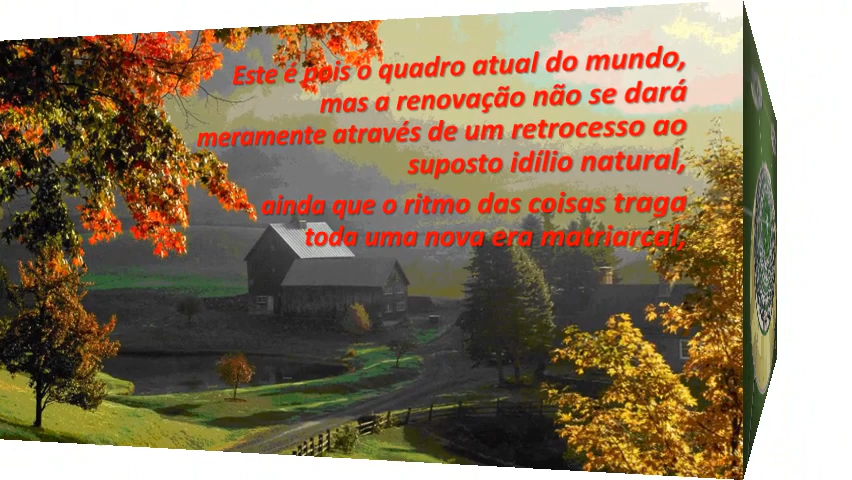 Este é pois o quadro atual do mundo,
mas a renovação não se dará
meramente através de um retrocesso ao
suposto idílio natural,
ainda que o ritmo das coisas traga
toda uma nova era matriarcal,